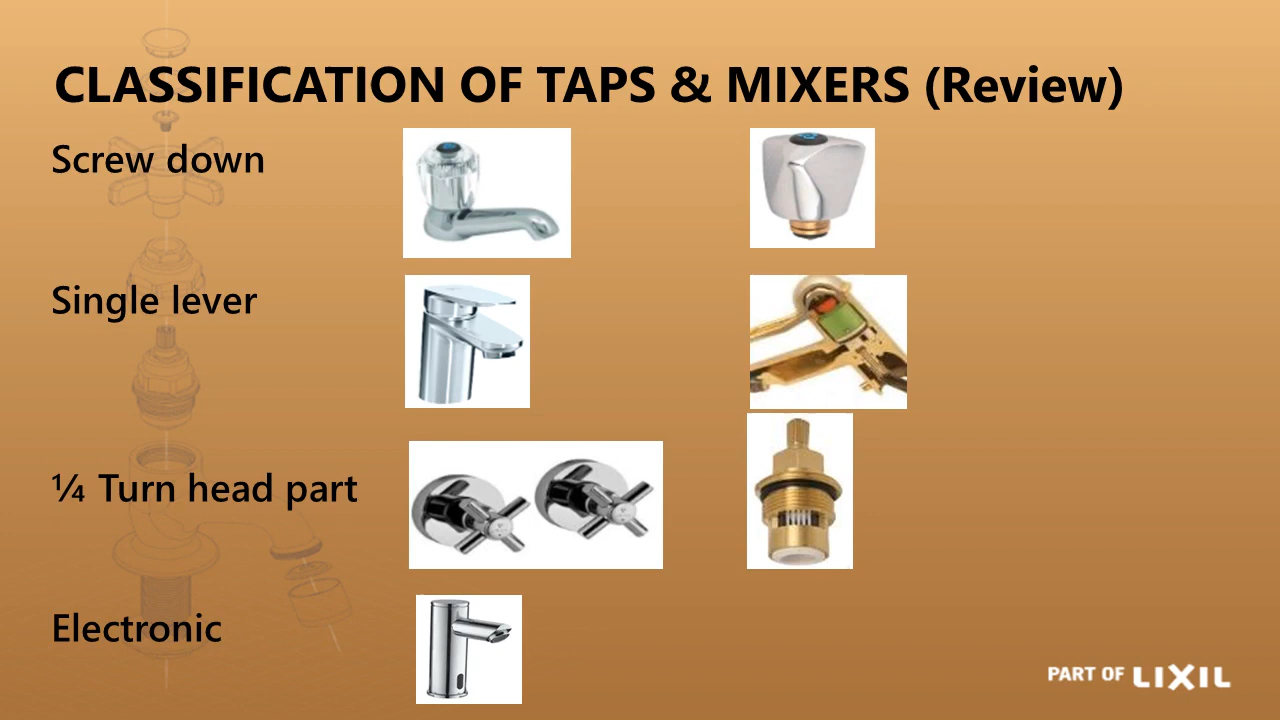 CLASSIFICATION OF TAPS & MIXERS (Review)
Screw down
Single lever
¼ Turn head part
Electronic
PART OF LIXIL